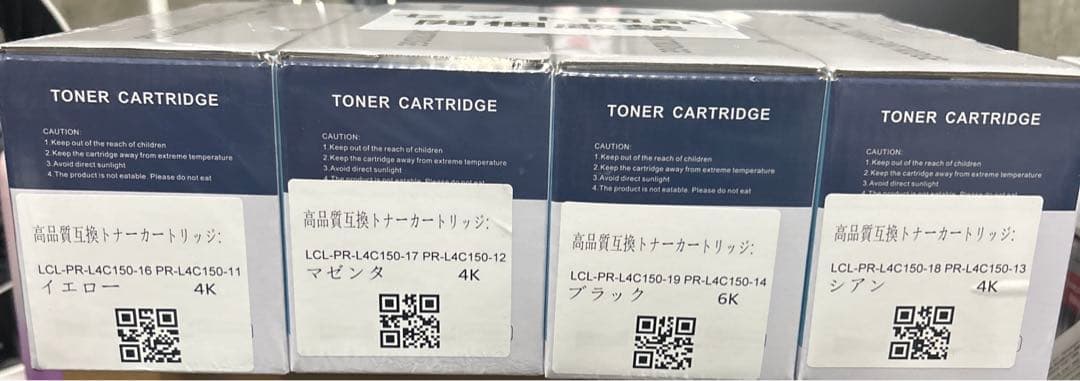 TONER CARTRIDGE
CAUTION:
1.Keep out of the reach of children
2.Keep the cartridge away from extreme temperature
3.Avoid direct sunlight
4.The product is not eatable. Please do not eat
高品質互換トナーカートリッジ:
LCL-PR-L4C150-16 PR-L4C150-11
イエロー 4K
TONER CARTRIDGE
CAUTION:
1.Keep out of the reach of children
2.Keep the cartridge away from extreme temperature
3.Avoid direct sunlight
4.The product is not eatable. Please do not eat
高品質互換トナーカートリッジ:
LCL-PR-L4C150-17 PR-L4C150-12
マゼンタ 4K
TONER CARTRIDGE
CAUTION:
1.Keep out of the reach of children
2.Keep the cartridge away from extreme temperature
3.Avoid direct sunlight
4.The product is not eatable. Please do not eat
高品質互換トナーカートリッジ:
LCL-PR-L4C150-19 PR-L4C150-14
ブラック 6K
TONER CARTRIDGE
CAUTION:
1.Keep out of the reach of children
2.Keep the cartridge away from extreme temperature
3.Avoid direct sunlight
高品質互換トナーカートリッジ:
LCL-PR-L4C150-18 PR-L4C150-13
シアン 4K